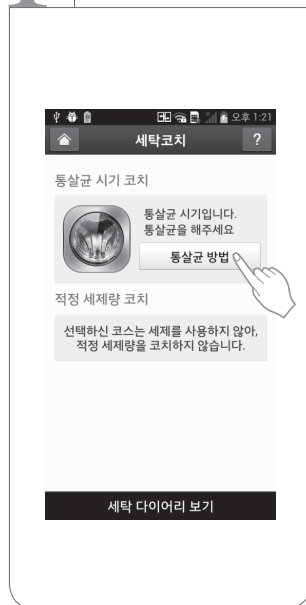 오후 1:21
세탁코치
?
통살균 시기 코치
통살균 시기입니다.
통살균을 해주세요
통살균 방법
적정 세제량 코치
선택하신 코스는 세제를 사용하지 않아,
적정 세제량을 코치하지 않습니다.
세탁 다이어리 보기